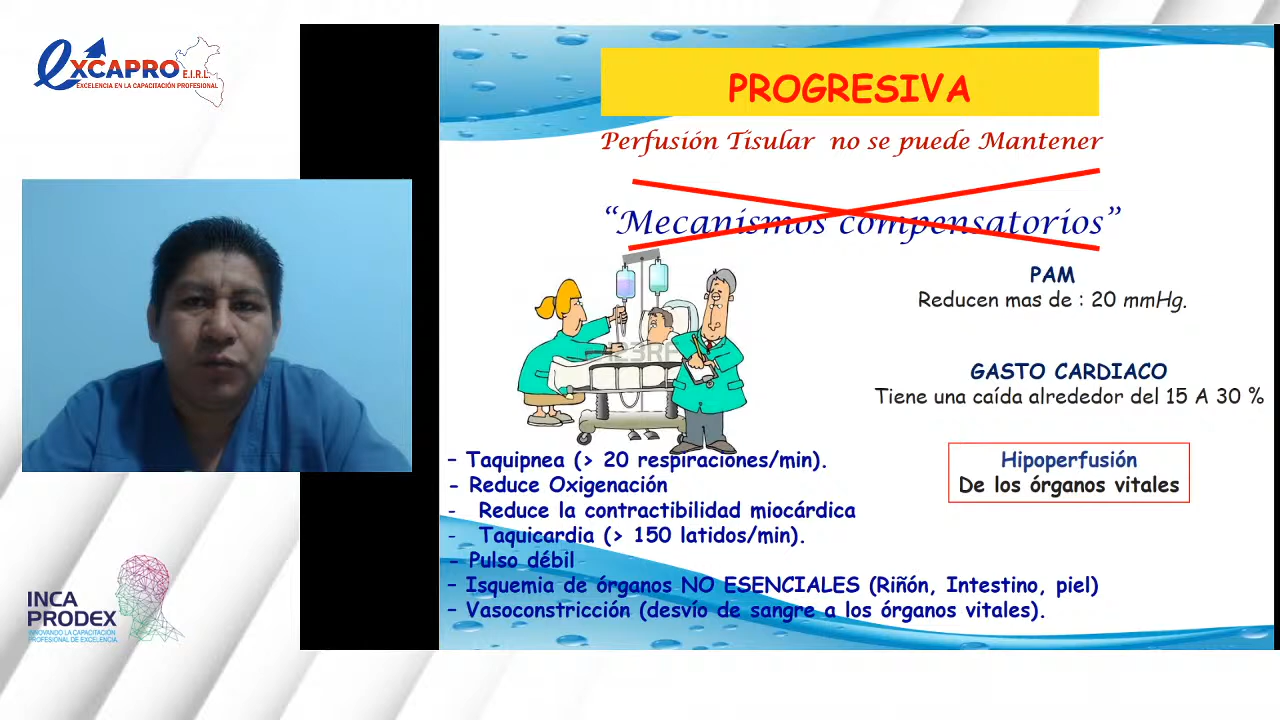 exCAPRO E.I.R.L.
EXCELENCIA EN LA CAPACITACIÓN PROFESIONAL
PROGRESIVA
Perfusión Tisular no se puede Mantener
“Mecanismos compensatorios”
PAM
Reducen mas de : 20 mmHg.
GASTO CARDIACO
Tiene una caída alrededor del 15 A 30 %
Hipoperfusión
De los órganos vitales
– Taquipnea (> 20 respiraciones/min).
- Reduce Oxigenación
- Reduce la contractibilidad miocárdica
- Taquicardia (> 150 latidos/min).
- Pulso débil
– Isquemia de órganos NO ESENCIALES (Riñón, Intestino, piel)
– Vasoconstricción (desvío de sangre a los órganos vitales).
INCA
PRODEX
INNOVANDO LA CAPACITACIÓN
PROFESIONAL DE EXCELENCIA